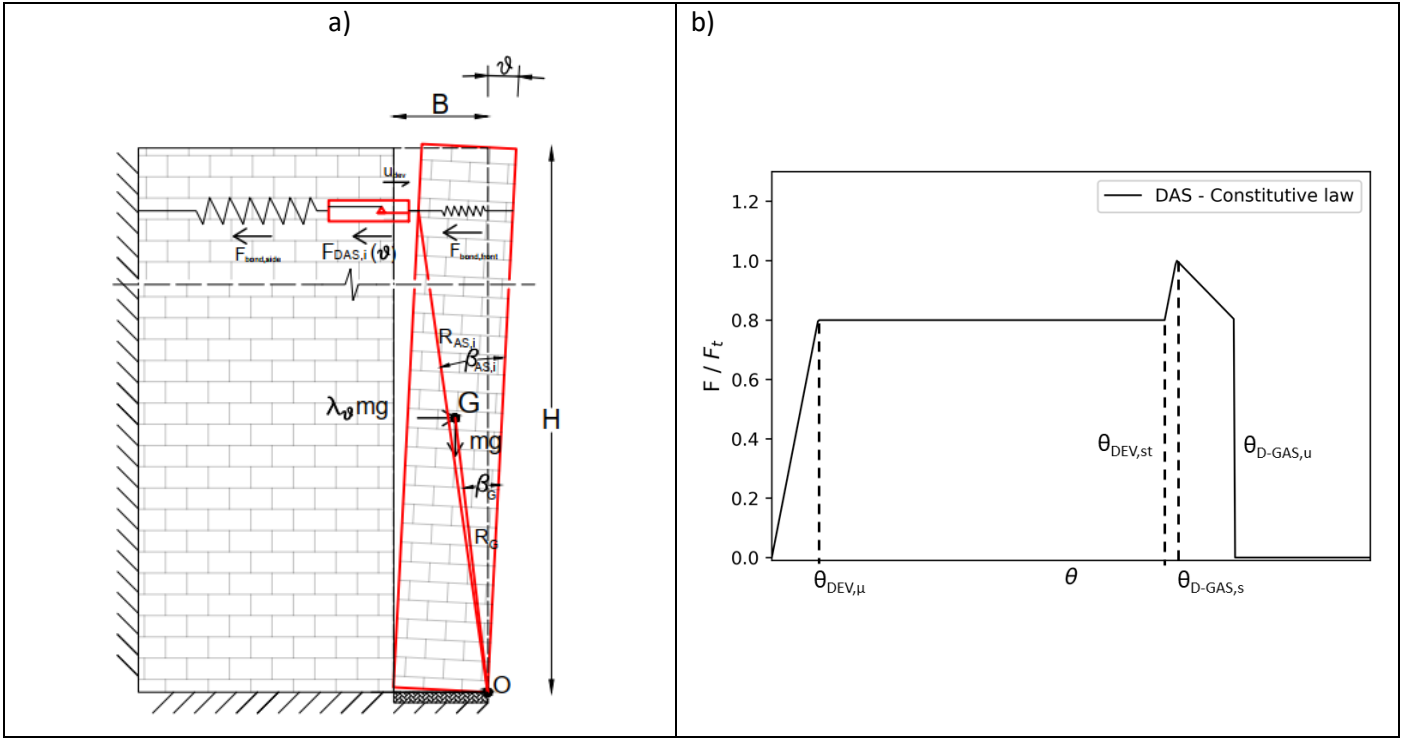 a)
ϑ
B
u_dev
F_bond,side
F_DAS,i (ϑ)
F_bond,front
R_AS,i
β_AS,i
λ_ϑ mg
G
H
mg
β_G
R_G
O
b)
DAS - Constitutive law
1.2
1.0
0.8
0.6
0.4
0.2
0.0
F / F_t
θ_DEV,st
θ_D-GAS,u
θ_DEV,μ
θ
θ_D-GAS,s